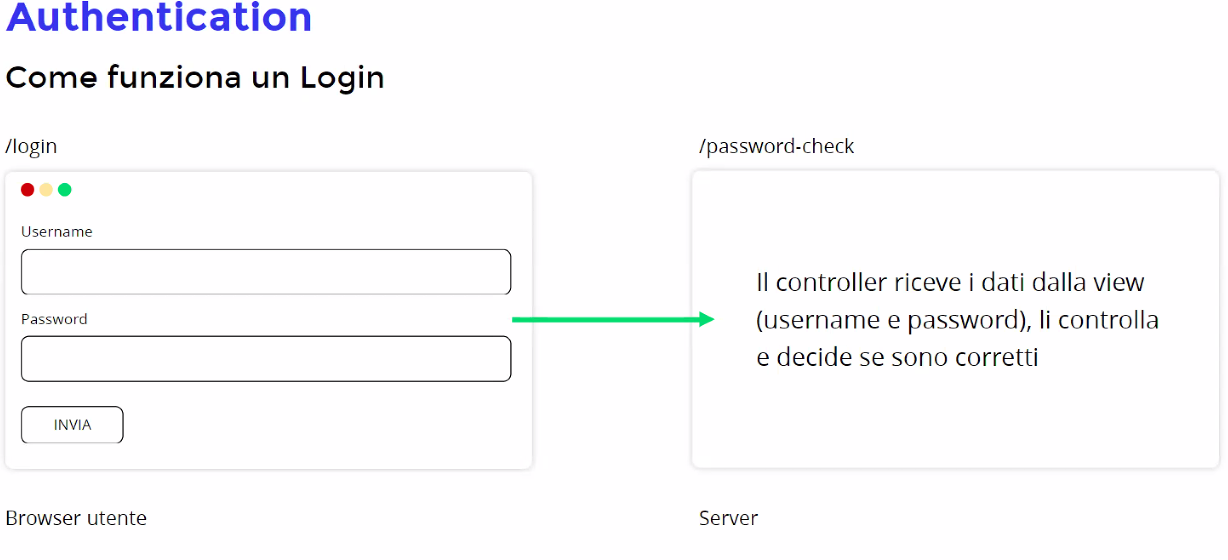 Authentication
Come funziona un Login
/login
Username
Password
INVIA
Browser utente
/password-check
Il controller riceve i dati dalla view
(username e password), li controlla
e decide se sono corretti
Server